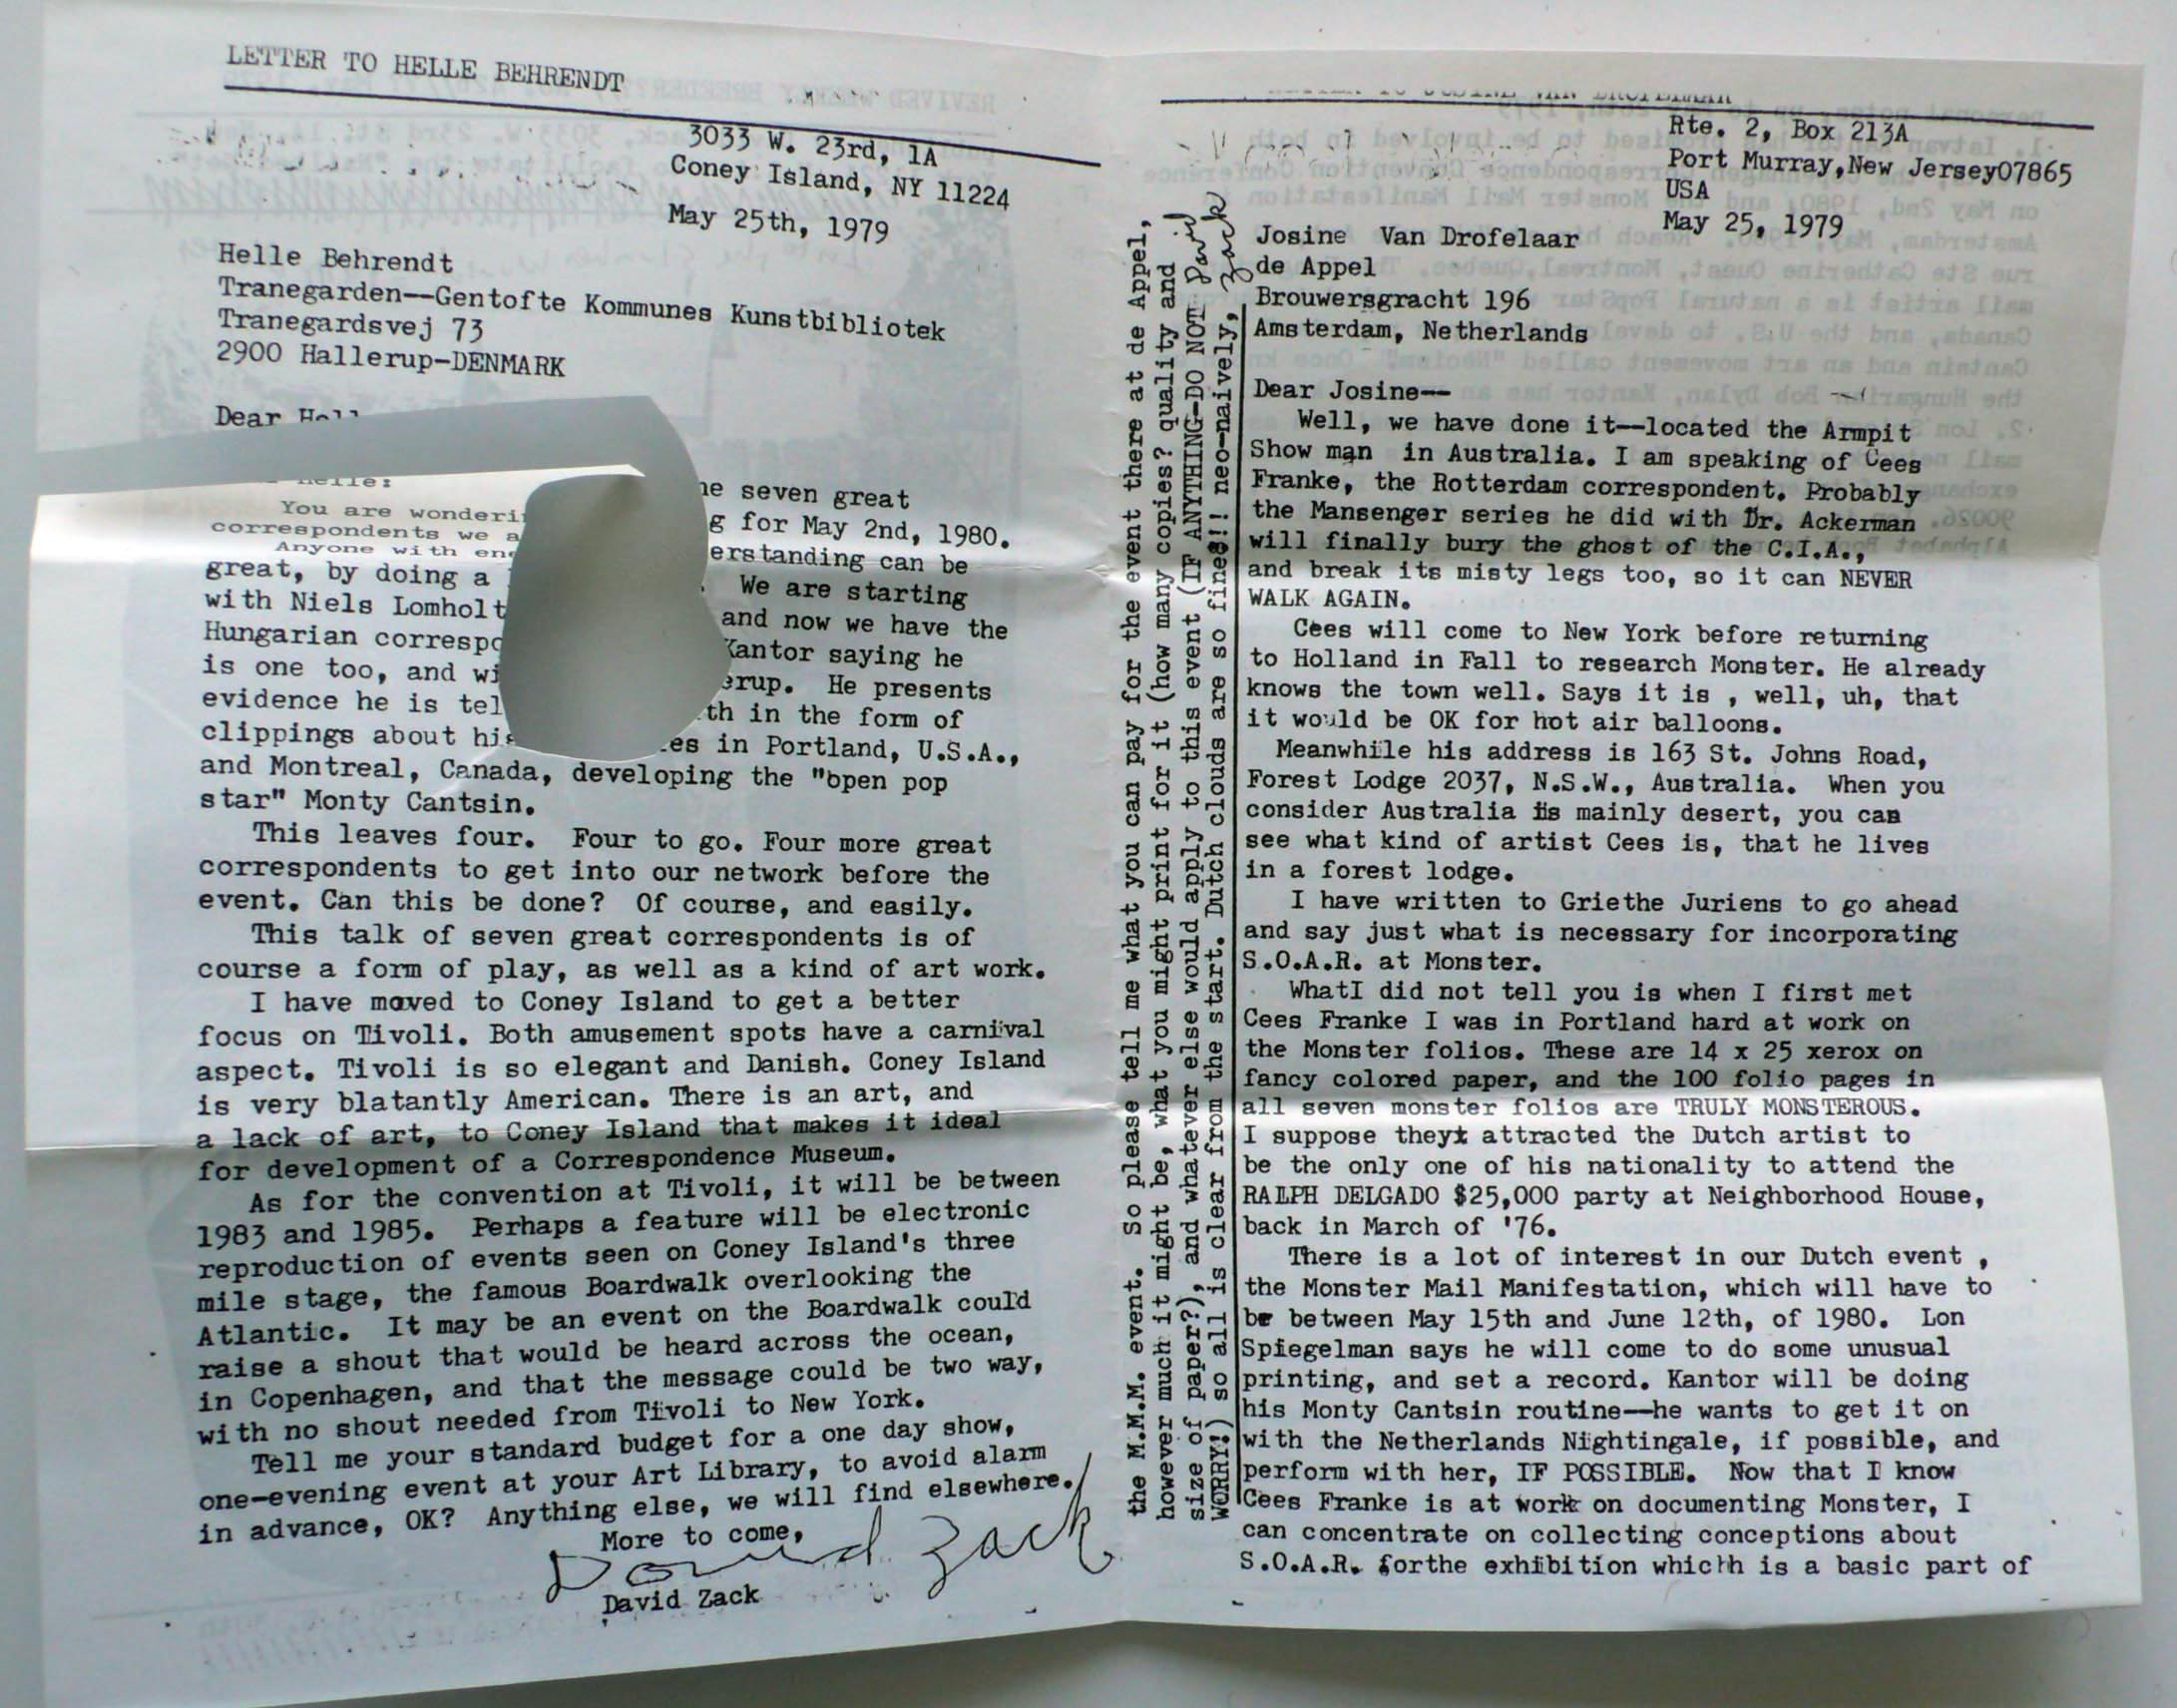 LETTER TO HELLE BEHRENDT
3033 W. 23rd, 1A
Coney Island, NY 11224
May 25th, 1979
Helle Behrendt
Tranegarden--Gentofte Kommunes Kunstbibliotek
Tranegardsvej 73
2900 Hallerup-DENMARK
Dear
You are
seven great
correspondents we
for May 2nd, 1980.
Anyone with
can be
great, by doing a
We are starting
with Niels Lomholt
and now we have the
Hungarian
Kantor saying he
is one too, and
He presents
evidence he is
in the form of
clippings about
in Portland, U.S.A.,
and Montreal, Canada, developing the "open pop
star" Monty Cantsin.
This leaves four. Four to go. Four more great
correspondents to get into our network before the
event. Can this be done? Of course, and easily.
This talk of seven great correspondents is of
course a form of play, as well as a kind of art work.
I have moved to Coney Island to get a better
focus on Tivoli. Both amusement spots have a carnival
aspect. Tivoli is so elegant and Danish. Coney Island
is very blatantly American. There is an art, and
a lack of art, to Coney Island that makes it ideal
for development of a Correspondence Museum.
As for the convention at Tivoli, it will be between
1983 and 1985. Perhaps a feature will be electronic
reproduction of events seen on Coney Island's three
mile stage, the famous Boardwalk overlooking the
Atlantic. It may be an event on the Boardwalk could
raise a shout that would be heard across the ocean,
in Copenhagen, and that the message could be two way,
with no shout needed from Tivoli to New York.
Tell me your standard budget for a one day show,
one-evening event at your Art Library, to avoid alarm
in advance, OK? Anything else, we will find elsewhere.
More to come,
David Zack
David Zack
Rte. 2, Box 213A
Port Murray,New Jersey07865
USA
May 25, 1979
Josine Van Drofelaar
de Appel
Brouwersgracht 196
Amsterdam, Netherlands
Dear Josine--
Well, we have done it--located the Armpit
Show man in Australia. I am speaking of Cees
Franke, the Rotterdam correspondent. Probably
the Mansenger series he did with Dr. Ackerman
will finally bury the ghost of the C.I.A.,
and break its misty legs too, so it can NEVER
WALK AGAIN.
Cees will come to New York before returning
to Holland in Fall to research Monster. He already
knows the town well. Says it is , well, uh, that
it would be OK for hot air balloons.
Meanwhile his address is 163 St. Johns Road,
Forest Lodge 2037, N.S.W., Australia. When you
consider Australia is mainly desert, you can
see what kind of artist Cees is, that he lives
in a forest lodge.
I have written to Griethe Juriens to go ahead
and say just what is necessary for incorporating
S.O.A.R. at Monster.
WhatI did not tell you is when I first met
Cees Franke I was in Portland hard at work on
the Monster folios. These are 14 x 25 xerox on
fancy colored paper, and the 100 folio pages in
all seven monster folios are TRULY MONSTEROUS.
I suppose they attracted the Dutch artist to
be the only one of his nationality to attend the
RALPH DELGADO $25,000 party at Neighborhood House,
back in March of '76.
There is a lot of interest in our Dutch event ,
the Monster Mail Manifestation, which will have to
be between May 15th and June 12th, of 1980. Lon
Spiegelman says he will come to do some unusual
printing, and set a record. Kantor will be doing
his Monty Cantsin routine--he wants to get it on
with the Netherlands Nightingale, if possible, and
perform with her, IF POSSIBLE. Now that I know
Cees Franke is at work on documenting Monster, I
can concentrate on collecting conceptions about
S.O.A.R. forthe exhibition whichh is a basic part of
the M.M.M. event. So please tell me what you can pay for the event there at de Appel,
however much it might be, what you might print for it (how many copies? quality and
size of paper?), and whatever else would apply to this event (IF ANYTHING-DO NOT
WORRY!) so all is clear from the start. Dutch clouds are so fine!! neo-naively,
David
Zack